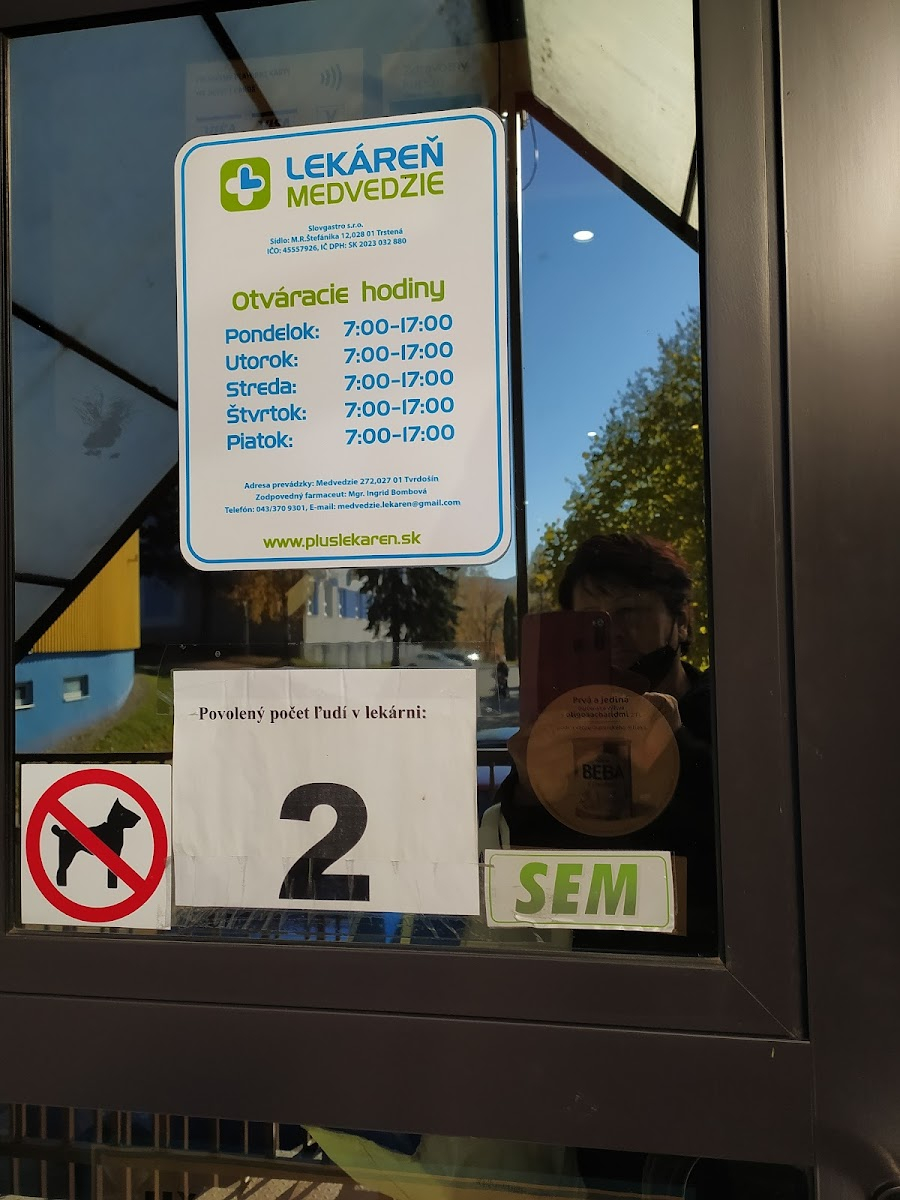 LEKÁREŇ
MEDVEDZIE
Slovgastro s.r.o.
Sídlo: M.R.Štefánika 12,028 01 Trstená
IČO: 45557926, IČ DPH: SK 2023 032 880
Otváracie hodiny
Pondelok: 7:00-17:00
Utorok: 7:00-17:00
Streda: 7:00-17:00
Štvrtok: 7:00-17:00
Piatok: 7:00-17:00
Adresa prevádzky: Medvedzie 272,027 01 Tvrdošín
Zodpovedný farmaceut: Mgr. Ingrid Bombová
Telefón: 043/370 9301, E-mail: medvedzie.lekaren@gmail.com
www.pluslekaren.sk
Povolený počet ľudí v lekárni:
2
Prvá a jediná
BEBA
SEM